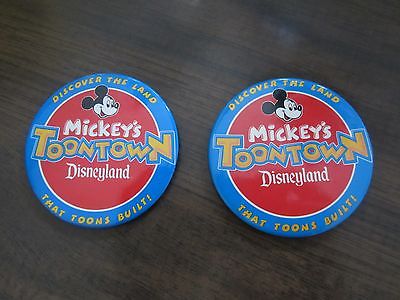 DISCOVER THE LAND
MICKEY'S
TOONTOWN
Disneyland
THAT TOONS BUILT!
DISCOVER THE LAND
MICKEY'S
TOONTOWN
Disneyland
THAT TOONS BUILT!